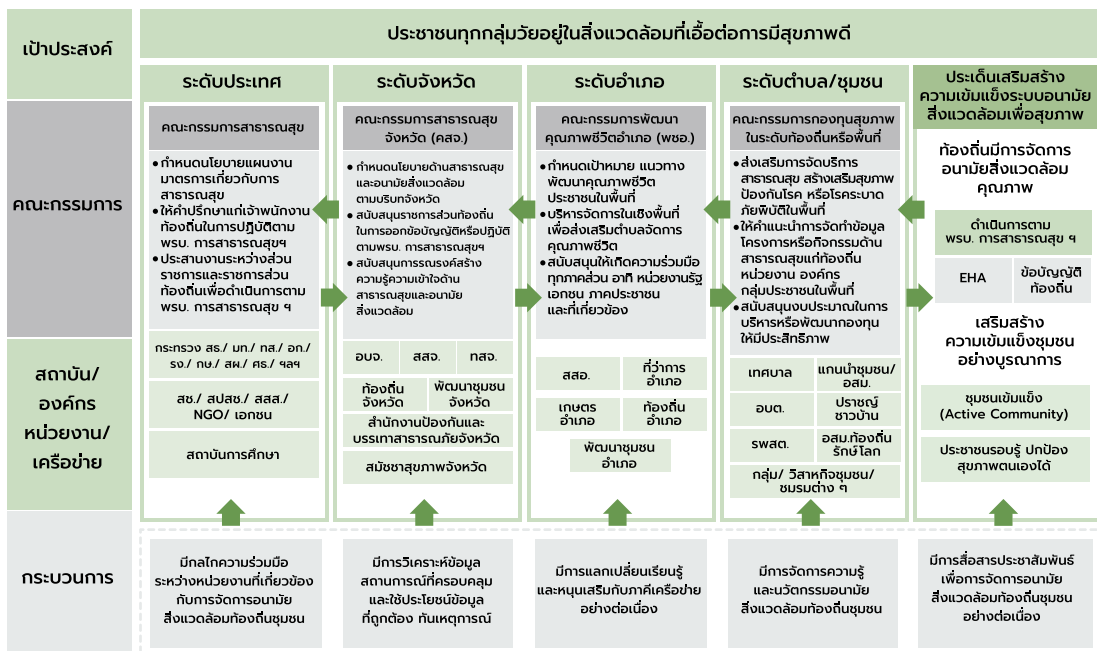 เป้าประสงค์
ประชาชนทุกกลุ่มวัยอยู่ในสิ่งแวดล้อมที่เอื้อต่อการมีสุขภาพดี
คณะกรรมการ
สถาบัน/
องค์กร
หน่วยงาน/
เครือข่าย
กระบวนการ
ระดับประเทศ
คณะกรรมการสาธารณสุข
•กำหนดนโยบายแผนงาน
มาตรการเกี่ยวกับการ
สาธารณสุข
•ให้คำปรึกษาแก่เจ้าพนักงาน
ท้องถิ่นในการปฏิบัติตาม
พรบ. การสาธารณสุขฯ
•ประสานงานระหว่างส่วน
ราชการและราชการส่วน
ท้องถิ่นเพื่อดำเนินการตาม
พรบ. การสาธารณสุข ฯ
กระทรวง สธ./ มท./ ทส./ อก./
รง./ กษ./ สผ./ ศธ./ ฯลฯ
สช./ สปสช./ สสส./
NGO/ เอกชน
สถาบันการศึกษา
มีกลไกความร่วมมือ
ระหว่างหน่วยงานที่เกี่ยวข้อง
กับการจัดการอนามัย
สิ่งแวดล้อมท้องถิ่นชุมชน
ระดับจังหวัด
คณะกรรมการสาธารณสุข
จังหวัด (คสจ.)
• กำหนดนโยบายด้านสาธารณสุข
และอนามัยสิ่งแวดล้อม
ตามบริบทจังหวัด
• สนับสนุนราชการส่วนท้องถิ่น
ในการออกข้อบัญญัติหรือปฏิบัติ
ตามพรบ. การสาธารณสุขฯ
• สนับสนุนการรณรงค์สร้าง
ความรู้ความเข้าใจด้าน
สาธารณสุขและอนามัย
สิ่งแวดล้อม
อบจ. สสจ. ทสจ.
ท้องถิ่น
จังหวัด
พัฒนาชุมชน
จังหวัด
สำนักงานป้องกันและ
บรรเทาสาธารณภัยจังหวัด
สมัชชาสุขภาพจังหวัด
มีการวิเคราะห์ข้อมูล
สถานการณ์ที่ครอบคลุม
และใช้ประโยชน์ข้อมูล
ที่ถูกต้อง ทันเหตุการณ์
ระดับอำเภอ
คณะกรรมการพัฒนา
คุณภาพชีวิตอำเภอ (พชอ.)
•กำหนดเป้าหมาย แนวทาง
พัฒนาคุณภาพชีวิต
ประชาชนในพื้นที่
•บริหารจัดการในเชิงพื้นที่
เพื่อส่งเสริมตำบลจัดการ
คุณภาพชีวิต
•สนับสนุนให้เกิดความร่วมมือ
ทุกภาคส่วน อาทิ หน่วยงานรัฐ
เอกชน ภาคประชาชน
และที่เกี่ยวข้อง
สสอ.
ที่ว่าการ
อำเภอ
เกษตร
อำเภอ
ท้องถิ่น
อำเภอ
พัฒนาชุมชน
อำเภอ
มีการแลกเปลี่ยนเรียนรู้
และหนุนเสริมกับภาคีเครือข่าย
อย่างต่อเนื่อง
ระดับตำบล/ชุมชน
คณะกรรมการกองทุนสุขภาพ
ในระดับท้องถิ่นหรือพื้นที่
•ส่งเสริมการจัดบริการ
สาธารณสุข สร้างเสริมสุขภาพ
ป้องกันโรค หรือโรคระบาด
ภัยพิบัติในพื้นที่
•ให้คำแนะนำการจัดทำข้อมูล
โครงการหรือกิจกรรมด้าน
สาธารณสุขแก่ท้องถิ่น
หน่วยงาน องค์กร
กลุ่มประชาชนในพื้นที่
•สนับสนุนงบประมาณในการ
บริหารหรือพัฒนากองทุน
ให้มีประสิทธิภาพ
เทศบาล
แกนนำชุมชน/
อสม.
อบต.
ปราชญ์
ชาวบ้าน
รพสต.
อสม.ท้องถิ่น
รักษ์โลก
กลุ่ม/ วิสาหกิจชุมชน/
ชมรมต่าง ๆ
มีการจัดการความรู้
และนวัตกรรมอนามัย
สิ่งแวดล้อมท้องถิ่นชุมชน
ประเด็นเสริมสร้าง
ความเข้มแข็งระบบอนามัย
สิ่งแวดล้อมเพื่อสุขภาพ
ท้องถิ่นมีการจัดการ
อนามัยสิ่งแวดล้อม
คุณภาพ
ดำเนินการตาม
พรบ. การสาธารณสุข ฯ
EHA
ข้อบัญญัติ
ท้องถิ่น
เสริมสร้าง
ความเข้มแข็งชุมชน
อย่างบูรณาการ
ชุมชนเข้มแข็ง
(Active Community)
ประชาชนรอบรู้ ปกป้อง
สุขภาพตนเองได้
มีการสื่อสารประชาสัมพันธ์
เพื่อการจัดการอนามัย
สิ่งแวดล้อมท้องถิ่นชุมชน
อย่างต่อเนื่อง